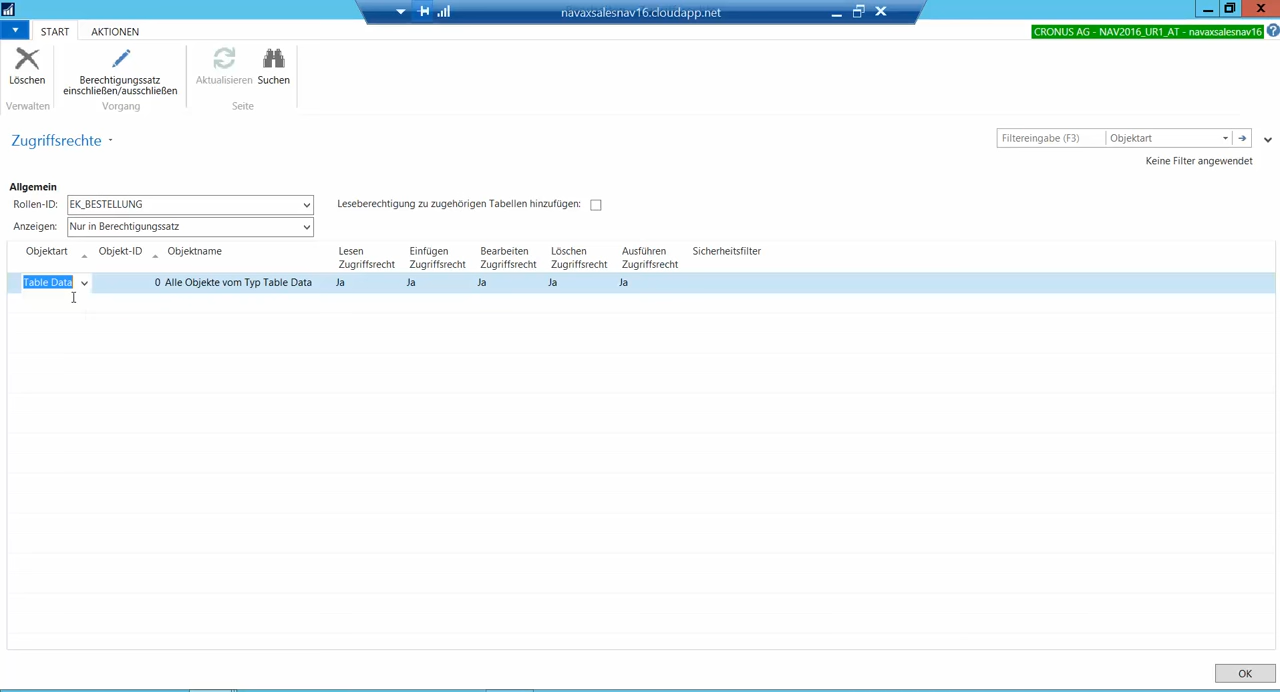 navaxsalesnav16.cloudapp.net
START AKTIONEN
CRONUS AG - NAV2016_UR1_AT - navaxsalesnav16
Löschen
Berechtigungssatz
einschließen/ausschließen
Aktualisieren Suchen
Verwalten Vorgang Seite
Zugriffsrechte
Filtereingabe (F3) Objektart
Keine Filter angewendet
Allgemein
Rollen-ID: EK_BESTELLUNG
Leseberechtigung zu zugehörigen Tabellen hinzufügen:
Anzeigen: Nur in Berechtigungssatz
Objektart Objekt-ID Objektname Lesen Einfügen Bearbeiten Löschen Ausführen Sicherheitsfilter
Zugriffsrecht Zugriffsrecht Zugriffsrecht Zugriffsrecht Zugriffsrecht
Table Data 0 Alle Objekte vom Typ Table Data Ja Ja Ja Ja Ja
OK